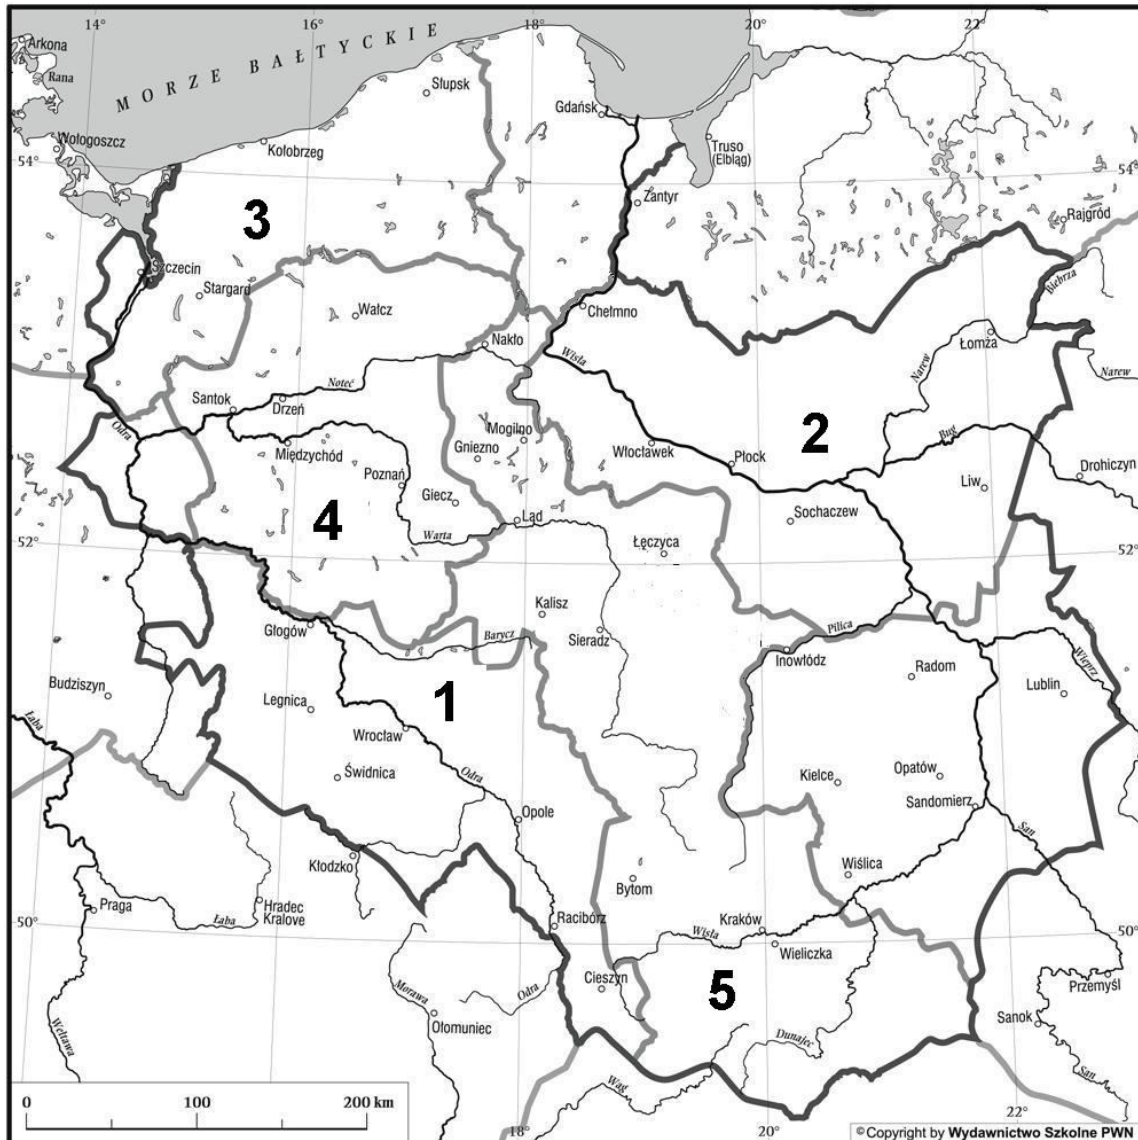 14°
16°
18°
20°
22°
Arkona
Rana
MORZE BAŁTYCKIE
Słupsk
Gdańsk
Truso
(Elbląg)
Wołogoszcz
Kołobrzeg
54°
54°
Zantyr
Rajgród
3
Szczecin
Stargard
Wałcz
Chełmno
Biebrza
Nakło
Wisła
Łomża
Narew
Narew
Noteć
Santok
Drzeń
Odra
Międzychód
Mogilno
Gniezno
Włocławek
Płock
2
Bug
Drohiczyn
Poznań
Giecz
Liw
4
Ląd
Sochaczew
Warta
52°
52°
Łęczyca
Kalisz
Sieradz
Głogów
Barycz
Pilica
Inowłódz
Radom
Wieprz
Lublin
Budziszyn
Legnica
1
Łaba
Wrocław
Świdnica
Odra
Kielce
Opatów
Sandomierz
Opole
San
Kłodzko
Wiślica
Bytom
Praga
Hradec
Kralove
Łaba
50°
Racibórz
Kraków
Wisła
Wieliczka
50°
Cieszyn
5
Przemyśl
Morawa
Odra
Ołomuniec
Sanok
Wełtawa
Dunajec
Wag
San
0
100
200 km
18°
20°
22°
©Copyright by Wydawnictwo Szkolne PWN